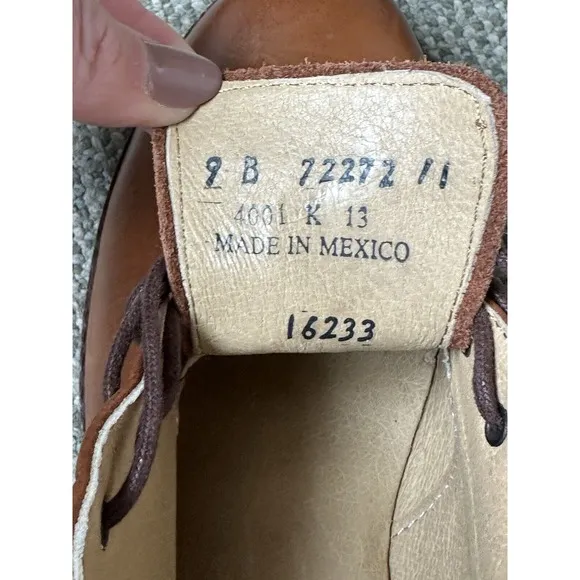 9 B 72272 11
4001 K 13
MADE IN MEXICO
16233